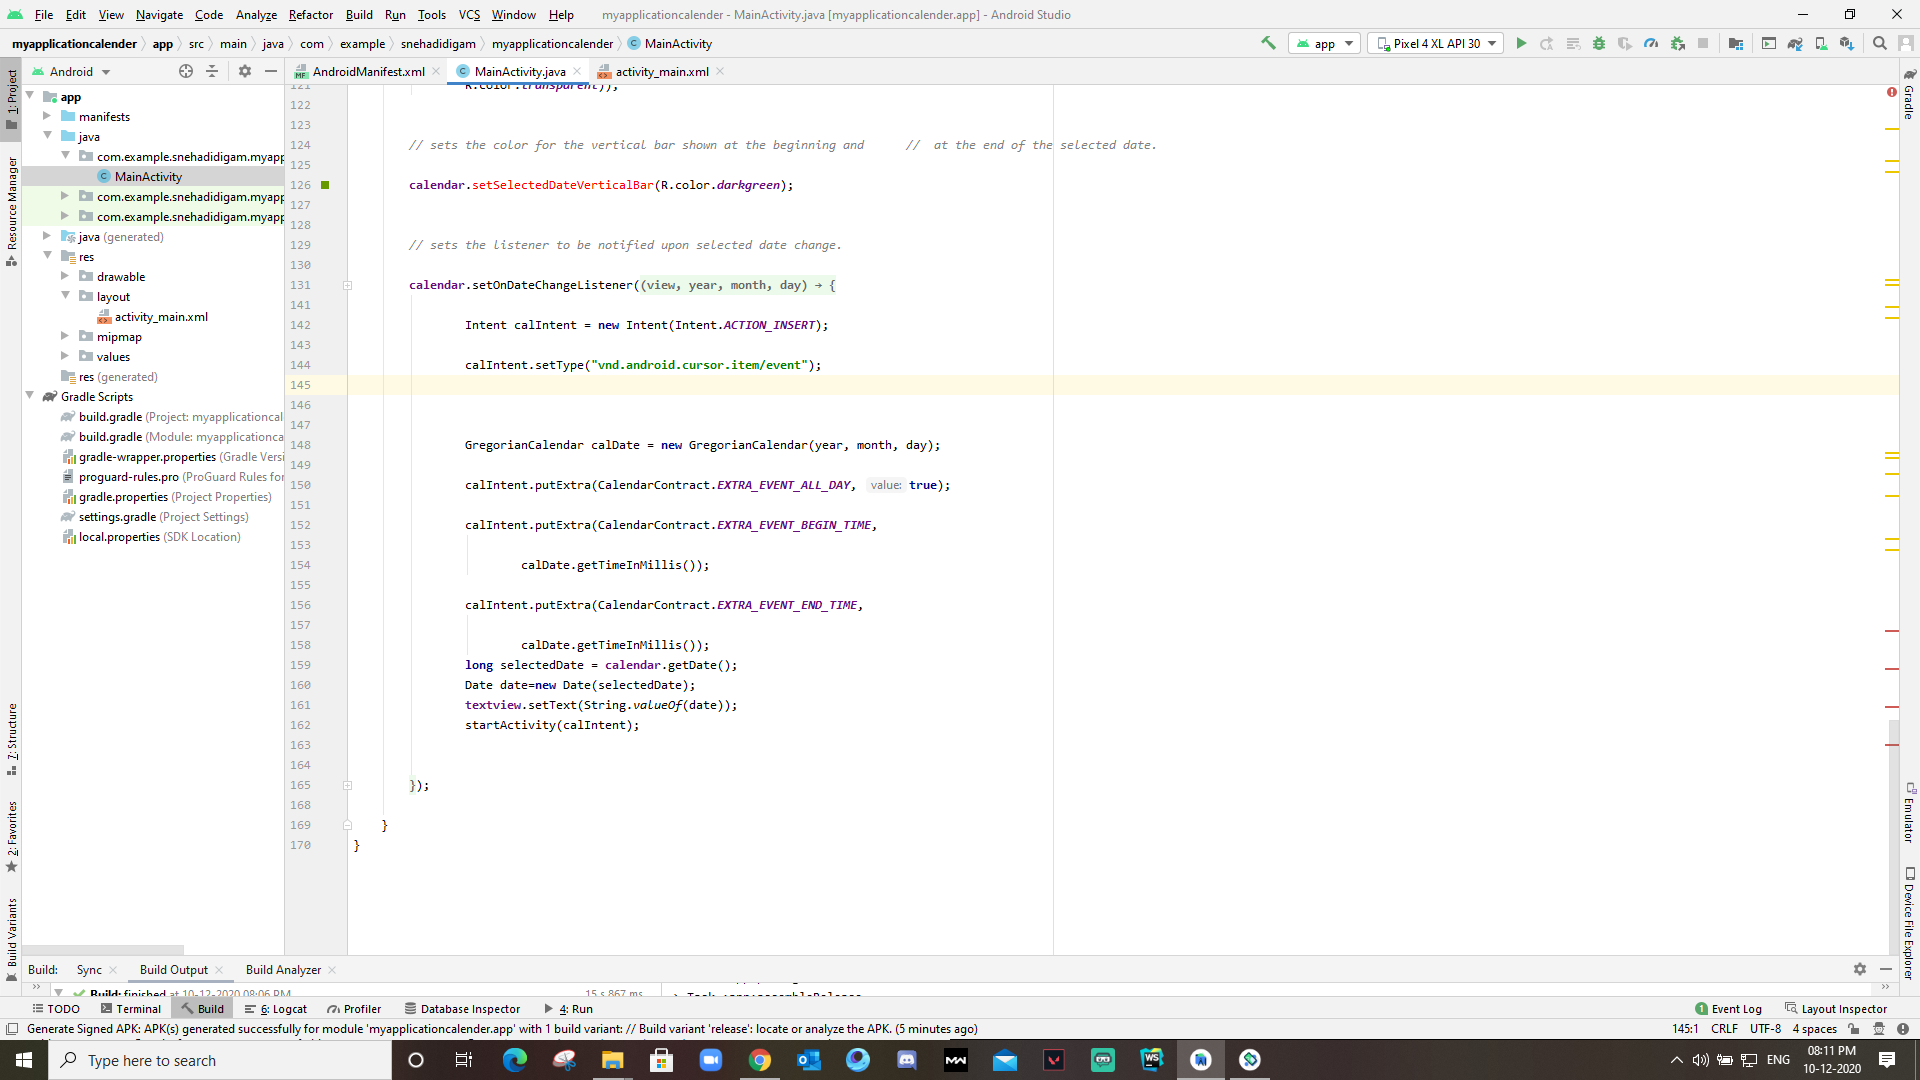 File Edit View Navigate Code Analyze Refactor Build Run Tools VCS Window Help myapplicationcalender - MainActivity.java [myapplicationcalender.app] - Android Studio
myapplicationcalender app src main java com example snehadidigam myapplicationcalender MainActivity app Pixel 4 XL API 30
Android AndroidManifest.xml MainActivity.java activity_main.xml
1: Project
Resource Manager
7: Structure
2: Favorites
Build Variants
app
manifests
java
com.example.snehadidigam.myapp
MainActivity
com.example.snehadidigam.myapp
com.example.snehadidigam.myapp
java (generated)
res
drawable
layout
activity_main.xml
mipmap
values
res (generated)
Gradle Scripts
build.gradle (Project: myapplicationcal
build.gradle (Module: myapplicationca
gradle-wrapper.properties (Gradle Versi
proguard-rules.pro (ProGuard Rules for
gradle.properties (Project Properties)
settings.gradle (Project Settings)
local.properties (SDK Location)
121 R.color.transparent));
122
123
124 // sets the color for the vertical bar shown at the beginning and // at the end of the selected date.
125
126 calendar.setSelectedDateVerticalBar(R.color.darkgreen);
127
128
129 // sets the listener to be notified upon selected date change.
130
131 calendar.setOnDateChangeListener((view, year, month, day) → {
141
142 Intent calIntent = new Intent(Intent.ACTION_INSERT);
143
144 calIntent.setType("vnd.android.cursor.item/event");
145
146
147
148 GregorianCalendar calDate = new GregorianCalendar(year, month, day);
149
150 calIntent.putExtra(CalendarContract.EXTRA_EVENT_ALL_DAY, value: true);
151
152 calIntent.putExtra(CalendarContract.EXTRA_EVENT_BEGIN_TIME,
153
154 calDate.getTimeInMillis());
155
156 calIntent.putExtra(CalendarContract.EXTRA_EVENT_END_TIME,
157
158 calDate.getTimeInMillis());
159 long selectedDate = calendar.getDate();
160 Date date=new Date(selectedDate);
161 textview.setText(String.valueOf(date));
162 startActivity(calIntent);
163
164
165 });
168
169 }
170 }
Gradle
Emulator
Device File Explorer
Build: Sync Build Output Build Analyzer
Build: finished at 10-12-2020 08:06 PM 15 s 867 ms > Task :app:assembleRelease
TODO Terminal Build 6: Logcat Profiler Database Inspector 4: Run Event Log Layout Inspector
Generate Signed APK: APK(s) generated successfully for module 'myapplicationcalender.app' with 1 build variant: // Build variant 'release': locate or analyze the APK. (5 minutes ago) 145:1 CRLF UTF-8 4 spaces
Type here to search ENG 08:11 PM
10-12-2020